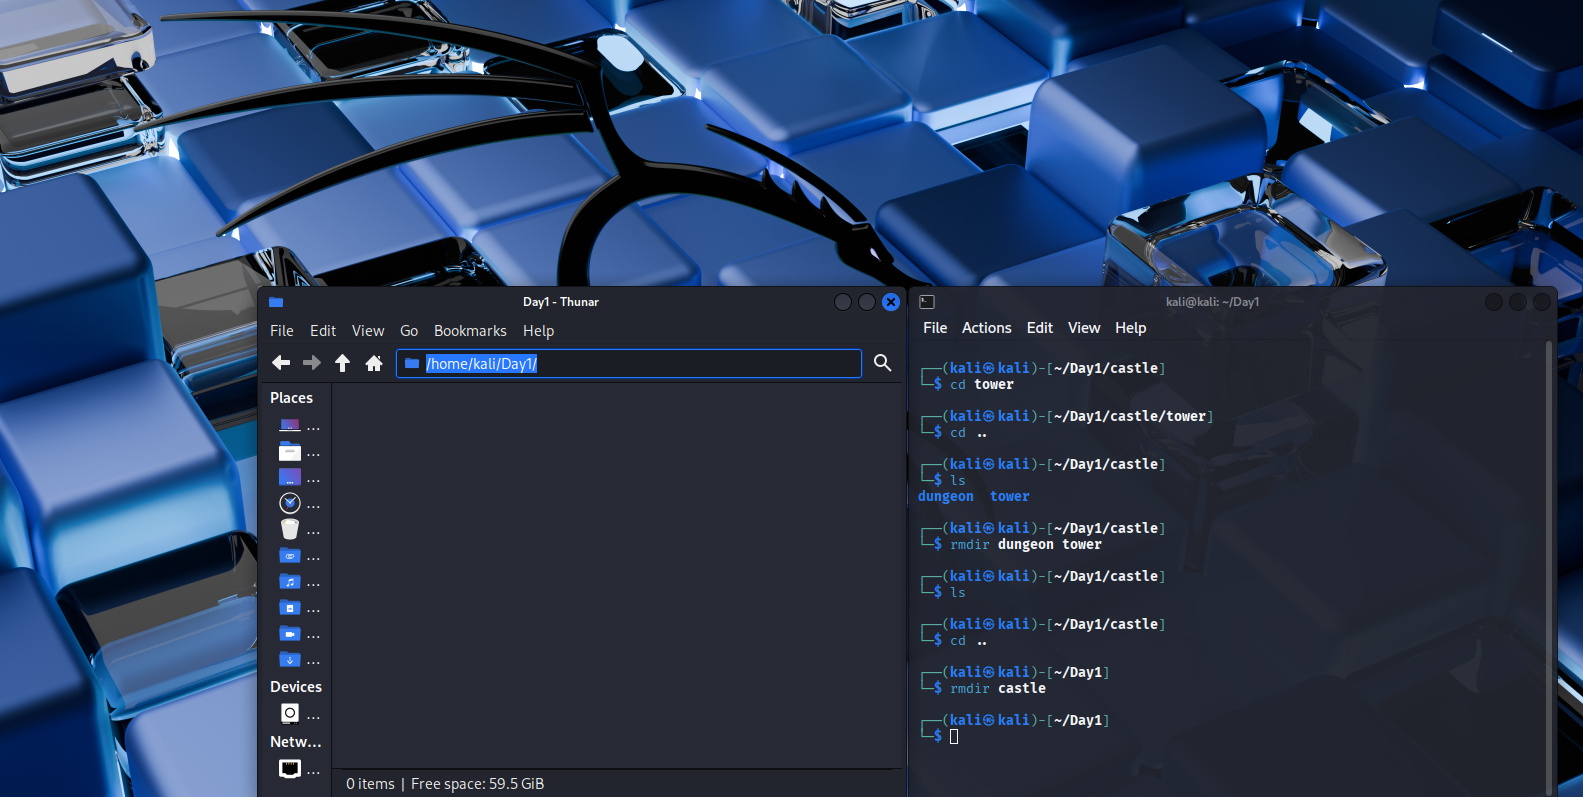 Day1 - Thunar
File Edit View Go Bookmarks Help
/home/kali/Day1/
Places
...
...
...
...
...
...
...
...
...
...
Devices
...
Netw...
...
0 items | Free space: 59.5 GiB
kali@kali: ~/Day1
File Actions Edit View Help
┌──(kali㉿kali)-[~/Day1/castle]
└─$ cd tower
┌──(kali㉿kali)-[~/Day1/castle/tower]
└─$ cd ..
┌──(kali㉿kali)-[~/Day1/castle]
└─$ ls
dungeon  tower
┌──(kali㉿kali)-[~/Day1/castle]
└─$ rmdir dungeon tower
┌──(kali㉿kali)-[~/Day1/castle]
└─$ ls
┌──(kali㉿kali)-[~/Day1/castle]
└─$ cd ..
┌──(kali㉿kali)-[~/Day1]
└─$ rmdir castle
┌──(kali㉿kali)-[~/Day1]
└─$